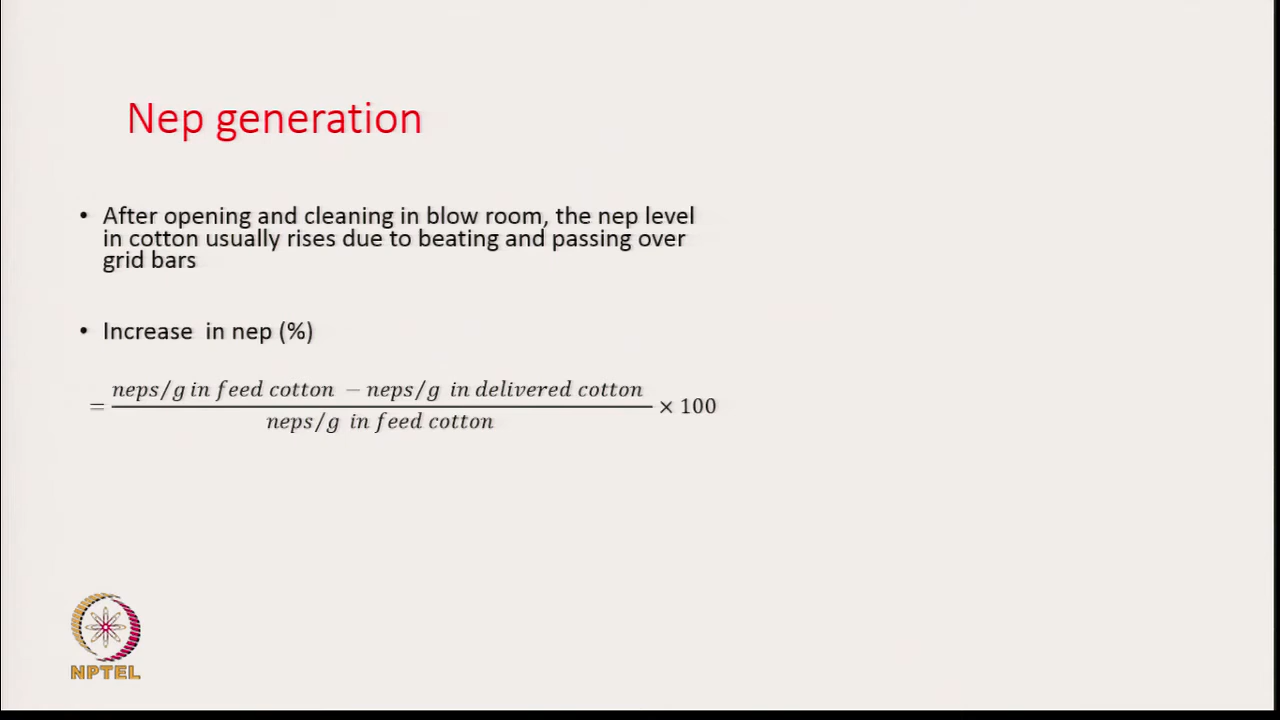 Nep generation
• After opening and cleaning in blow room, the nep level
in cotton usually rises due to beating and passing over
grid bars
• Increase in nep (%)
= neps/g in feed cotton − neps/g in delivered cotton
neps/g in feed cotton
× 100
NPTEL